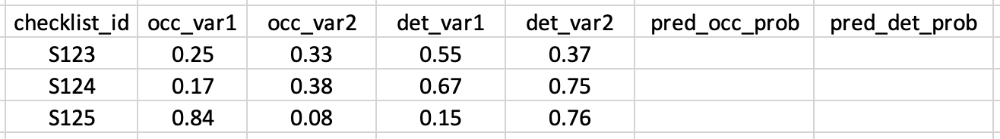 checklist_id occ_var1 occ_var2 det_var1 det_var2 pred_occ_prob pred_det_prob
S123 0.25 0.33 0.55 0.37
S124 0.17 0.38 0.67 0.75
S125 0.84 0.08 0.15 0.76